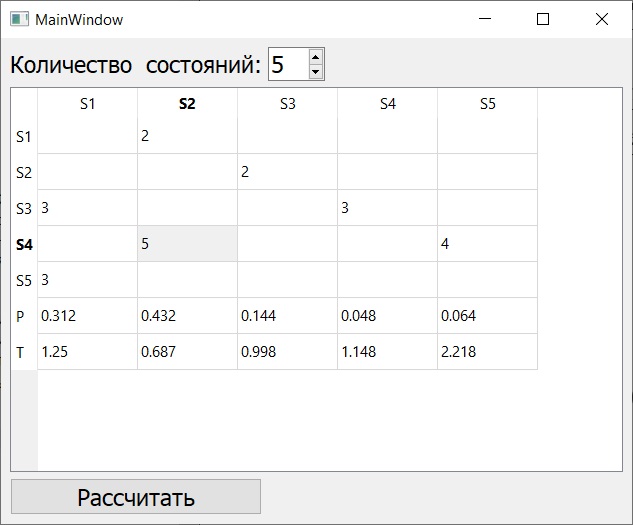 MainWindow
Количество состояний: 5
S1 S2 S3 S4 S5
S1 2
S2 2
S3 3 3
S4 5 4
S5 3
P 0.312 0.432 0.144 0.048 0.064
T 1.25 0.687 0.998 1.148 2.218
Рассчитать